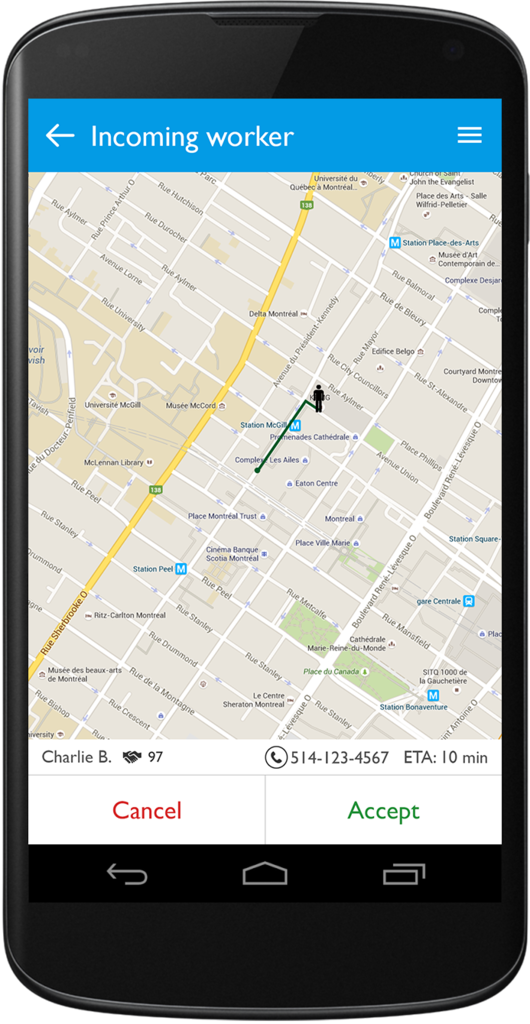 Incoming worker
Université du
Québec à Montréal...
Church of Saint
John the Evangelist
Place des Arts - Salle
Wilfrid-Pelletier
Rue Hutchison
Rue Prince Arthur O
Rue Aylmer
Rue Durocher
138
Station Place-des-Arts
Musée d'Art
Contemporain de...
Avenue Lorne
Rue Aylmer
Complexe Desjar
Rue Balmoral
Rue University
Rue de Bleury
Avenue du Président-Kennedy
Delta Montréal
Rue Mayor
Edifice Belgo
Rue City Councillors
Courtyard Montre
Downtow
Rue St-Alexandre
Rue Aylmer
Université McGill
Musée McCord
Station McGill
Promenades Cathédrale
Rue du Docteur-Penfield
McLennan Library
Complexe Les Ailes
Place Phillips
Avenue Union
Boulevard René-Lévesque O
Eaton Centre
138
Rue Peel
Place Montréal Trust
Montreal
Rue Stanley
Place Ville Marie
Station Square-
Cinéma Banque
Scotia Montréal
Drummond
Station Peel
Rue Peel
gare Centrale
Rue Metcalfe
Boulevard René-Lévesque O
Rue Sherbrooke O
Ritz-Carlton Montreal
Rue Stanley
Rue Mansfield
Cathédrale
Marie-Reine-du-Monde
Rue Drummond
Rue Stanley
Musée des beaux-arts
de Montréal
Place du Canada
SITQ 1000 de
la Gauchetière
Rue de la Montagne
Le Centre
Sheraton Montreal
Station Bonaventure
Rue Bishop
Rue Crescent
Rue Stanley
Charlie B. 97 514-123-4567 ETA: 10 min
Cancel Accept